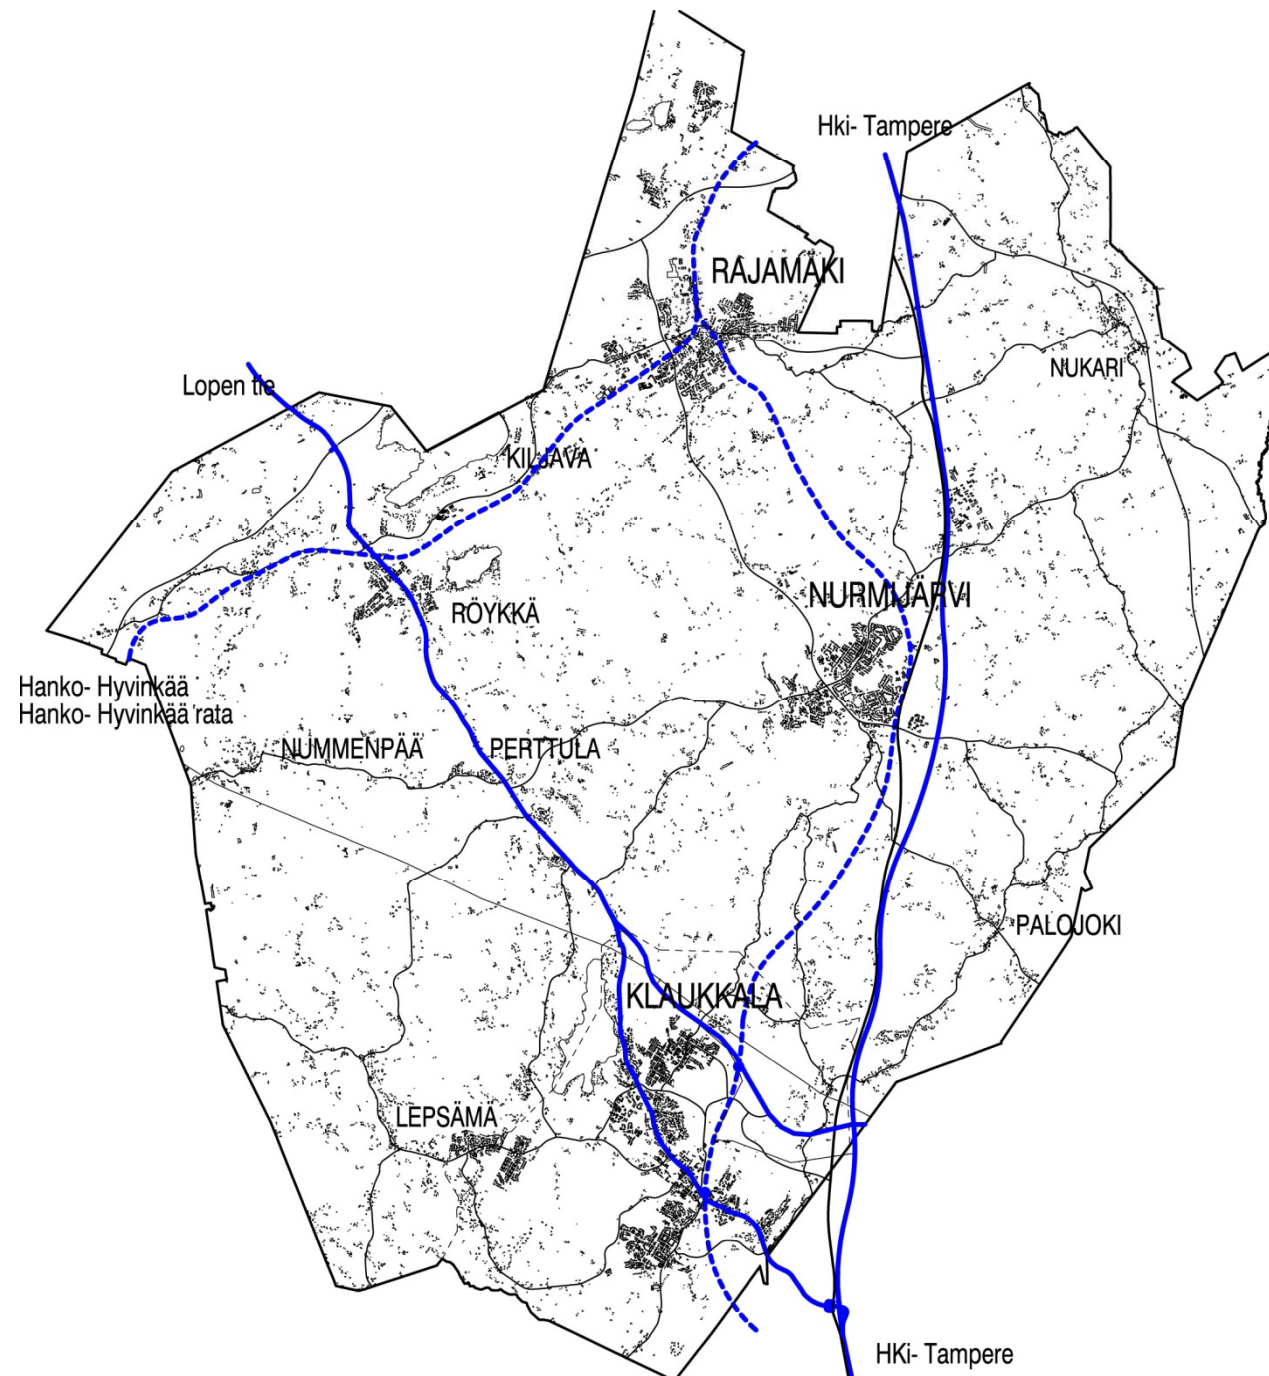 Hki- Tampere
RAJAMÄKI
NUKARI
Lopen tie
KILJAVA
NURMIJÄRVI
RÖYKKÄ
Hanko- Hyvinkää
Hanko- Hyvinkää rata
NUMMENPÄÄ
PERTTULA
PALOJOKI
KLAUKKALA
LEPSÄMÄ
HKi- Tampere